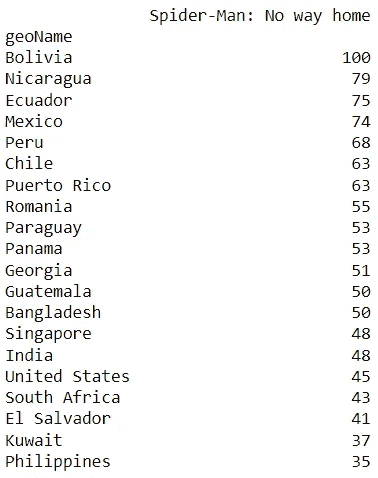 Spider-Man: No way home
geoName
Bolivia 100
Nicaragua 79
Ecuador 75
Mexico 74
Peru 68
Chile 63
Puerto Rico 63
Romania 55
Paraguay 53
Panama 53
Georgia 51
Guatemala 50
Bangladesh 50
Singapore 48
India 48
United States 45
South Africa 43
El Salvador 41
Kuwait 37
Philippines 35